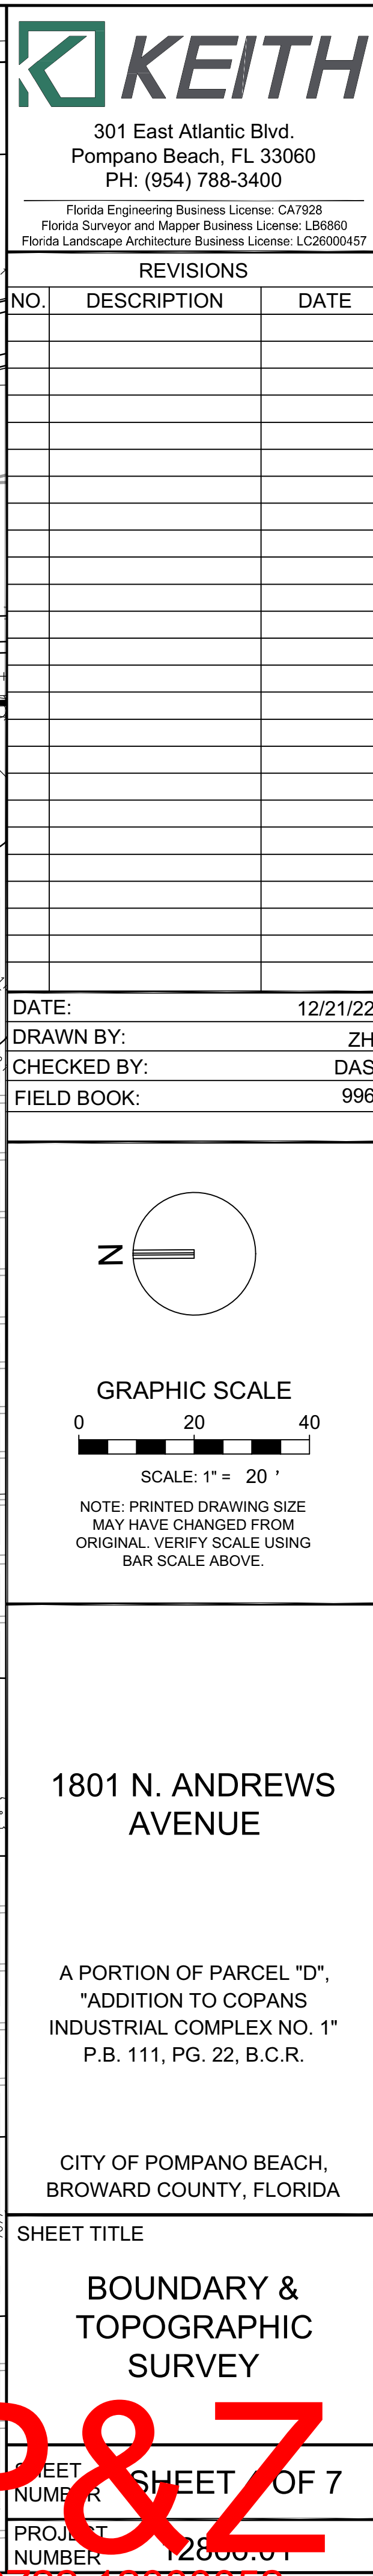 KEITH
301 East Atlantic Blvd.
Pompano Beach, FL 33060
PH: (954) 788-3400
Florida Engineering Business License: CA7928
Florida Surveyor and Mapper Business License: LB6860
Florida Landscape Architecture Business License: LC26000457
REVISIONS
NO. DESCRIPTION DATE
DATE: 12/21/22
DRAWN BY: ZH
CHECKED BY: DAS
FIELD BOOK: 996
N
GRAPHIC SCALE
0 20 40
SCALE: 1" = 20 '
NOTE: PRINTED DRAWING SIZE
MAY HAVE CHANGED FROM
ORIGINAL. VERIFY SCALE USING
BAR SCALE ABOVE.
1801 N. ANDREWS
AVENUE
A PORTION OF PARCEL "D",
"ADDITION TO COPANS
INDUSTRIAL COMPLEX NO. 1"
P.B. 111, PG. 22, B.C.R.
CITY OF POMPANO BEACH,
BROWARD COUNTY, FLORIDA
SHEET TITLE
BOUNDARY &
TOPOGRAPHIC
SURVEY
P&Z
SHEET
NUMBER
SHEET OF 7
PROJECT
NUMBER